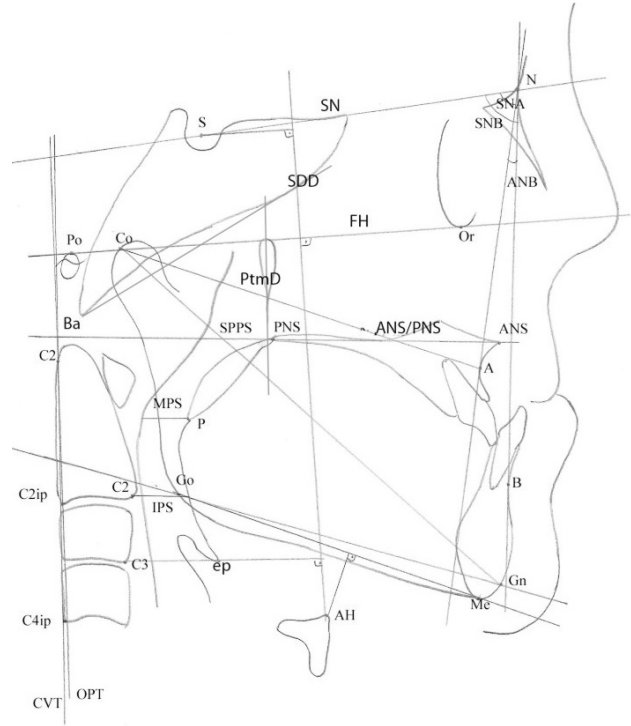 N
SN
SNA
S
SNB
ANB
SDD
FH
Po
Co
Or
PtmD
Ba
SPPS
PNS
ANS/PNS
ANS
C2
A
MPS
P
C2
Go
B
C2ip
IPS
C3
ep
Gn
Me
AH
C4ip
OPT
CVT